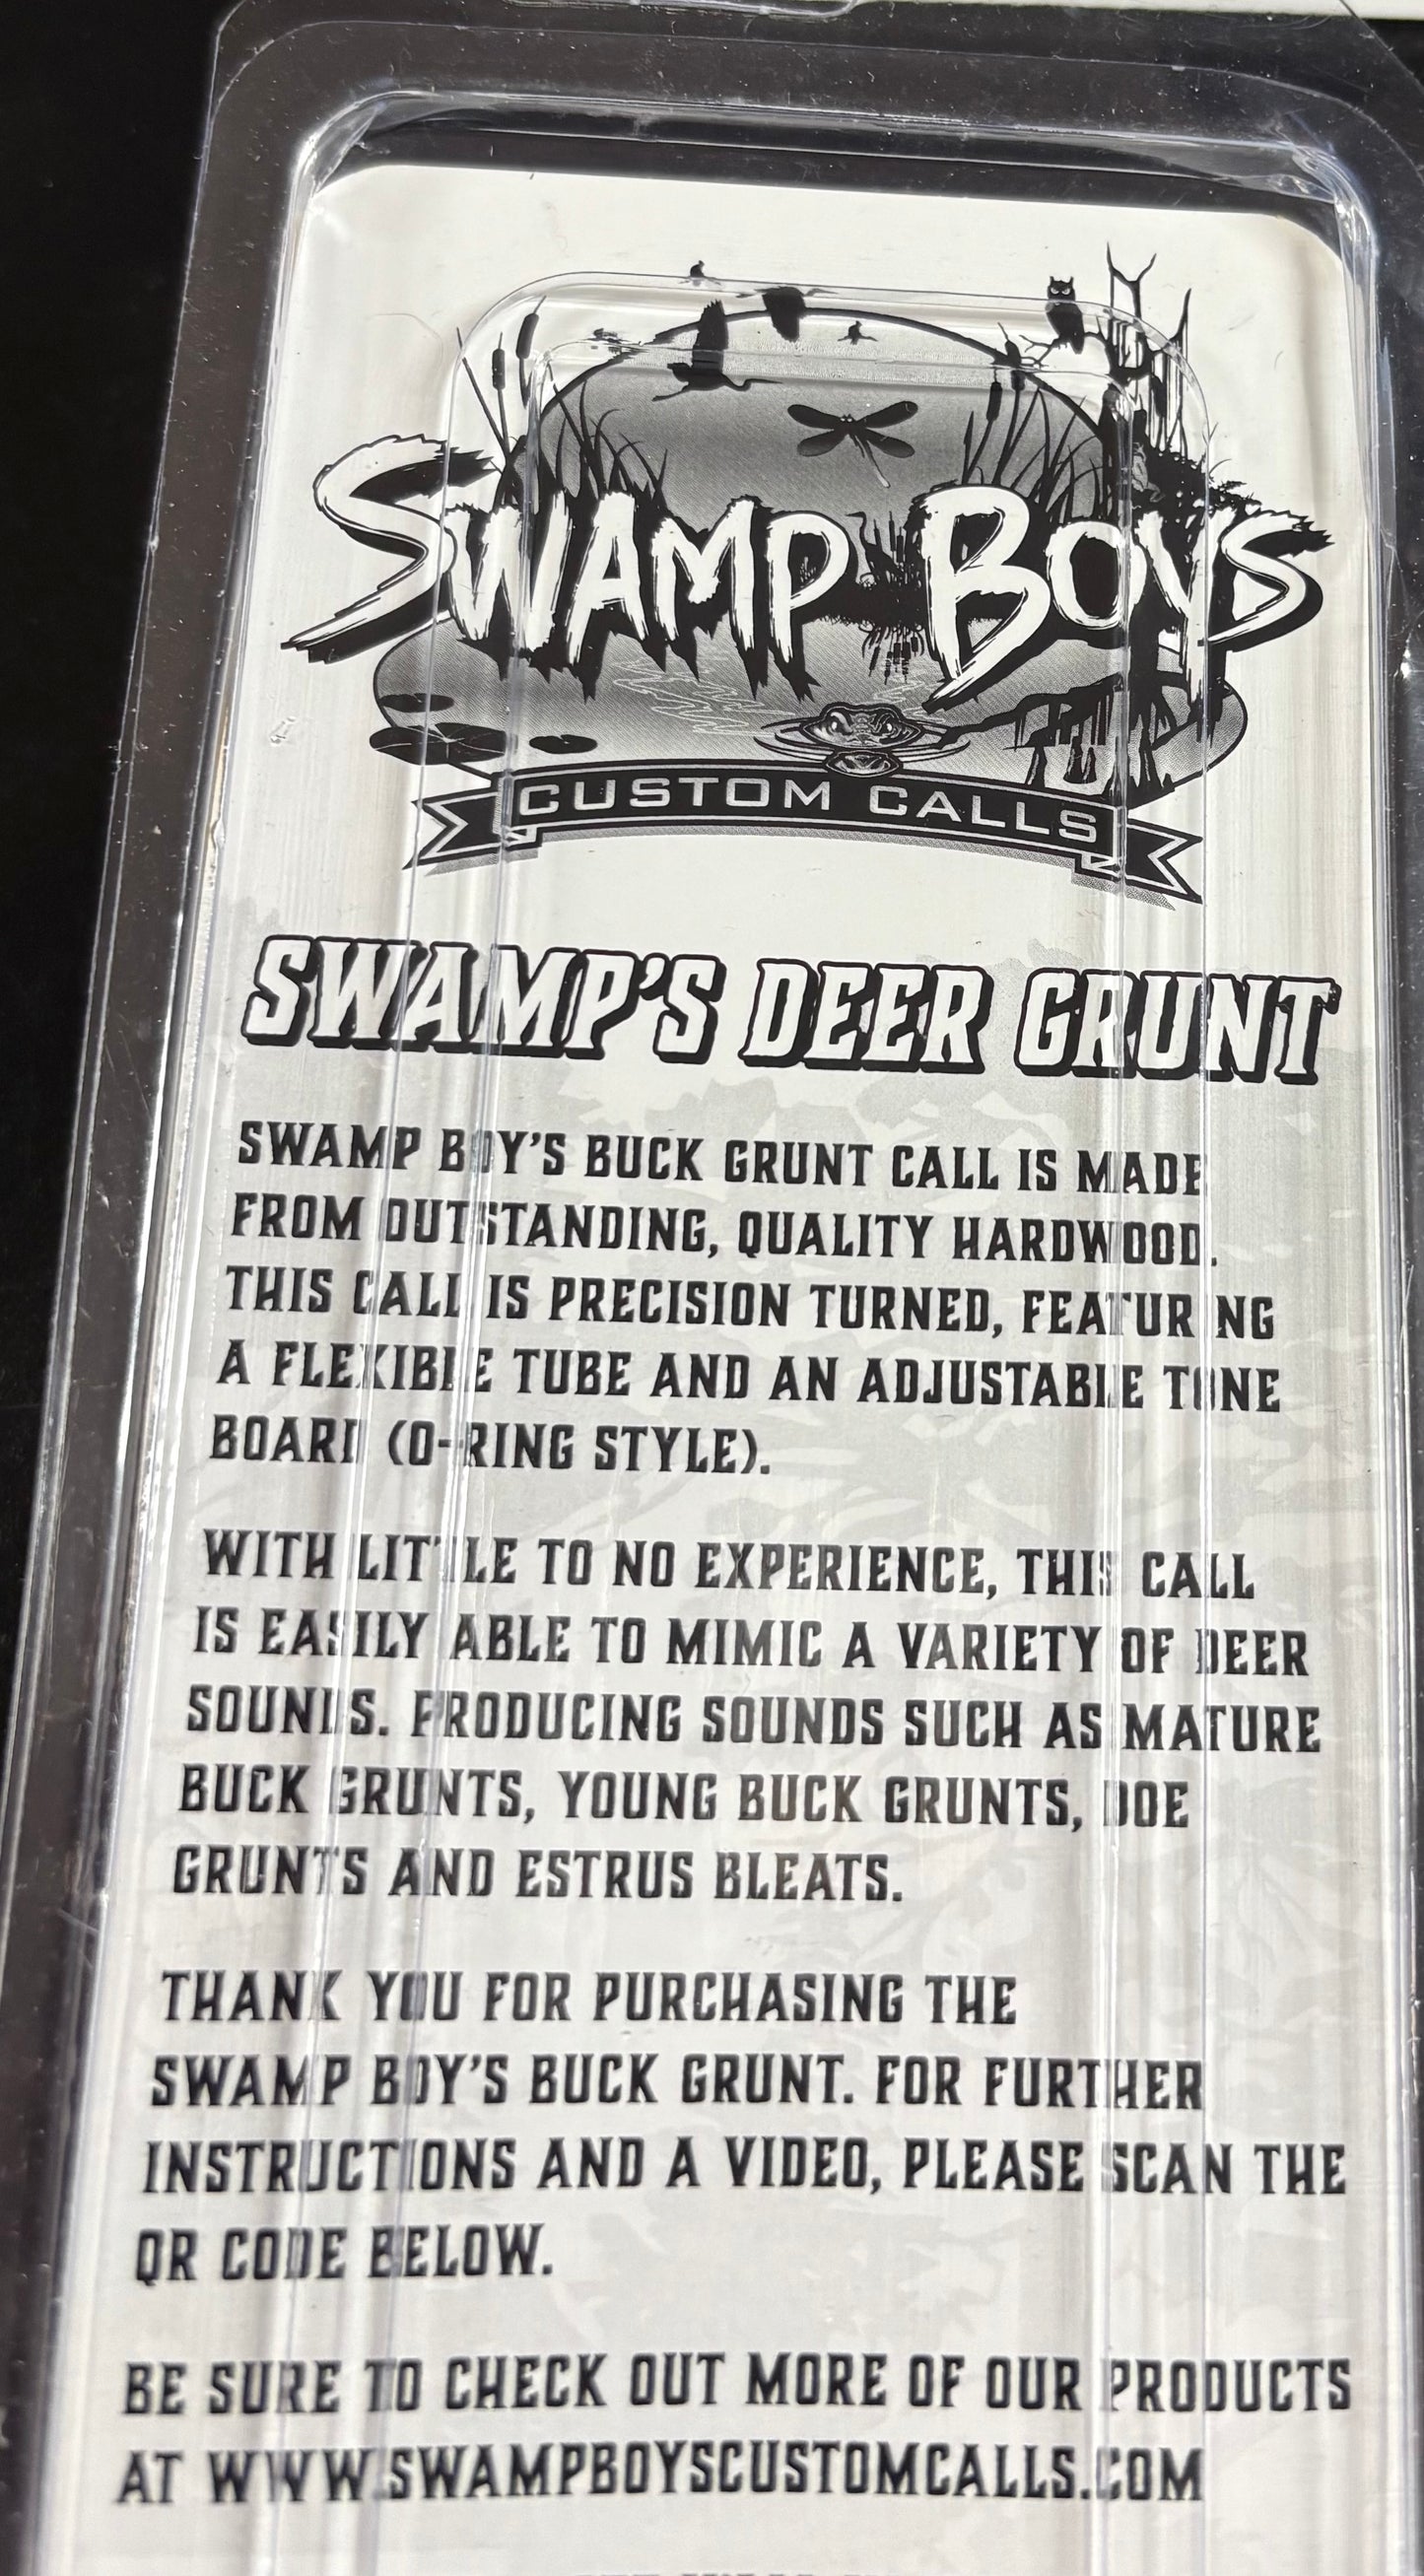 SWAMP BOYS
CUSTOM CALLS
SWAMP'S DEER GRUNT
SWAMP BOY'S BUCK GRUNT CALL IS MADE
FROM OUTSTANDING, QUALITY HARDWOOD.
THIS CALL IS PRECISION TURNED, FEATURING
A FLEXIBLE TUBE AND AN ADJUSTABLE TONE
BOARD (O-RING STYLE).
WITH LITTLE TO NO EXPERIENCE, THIS CALL
IS EASILY ABLE TO MIMIC A VARIETY OF DEER
SOUNDS. PRODUCING SOUNDS SUCH AS MATURE
BUCK GRUNTS, YOUNG BUCK GRUNTS, DOE
GRUNTS AND ESTRUS BLEATS.
THANK YOU FOR PURCHASING THE
SWAMP BOY'S BUCK GRUNT. FOR FURTHER
INSTRUCTIONS AND A VIDEO, PLEASE SCAN THE
QR CODE BELOW.
BE SURE TO CHECK OUT MORE OF OUR PRODUCTS
AT WWW.SWAMPBOYSCUSTOMCALLS.COM